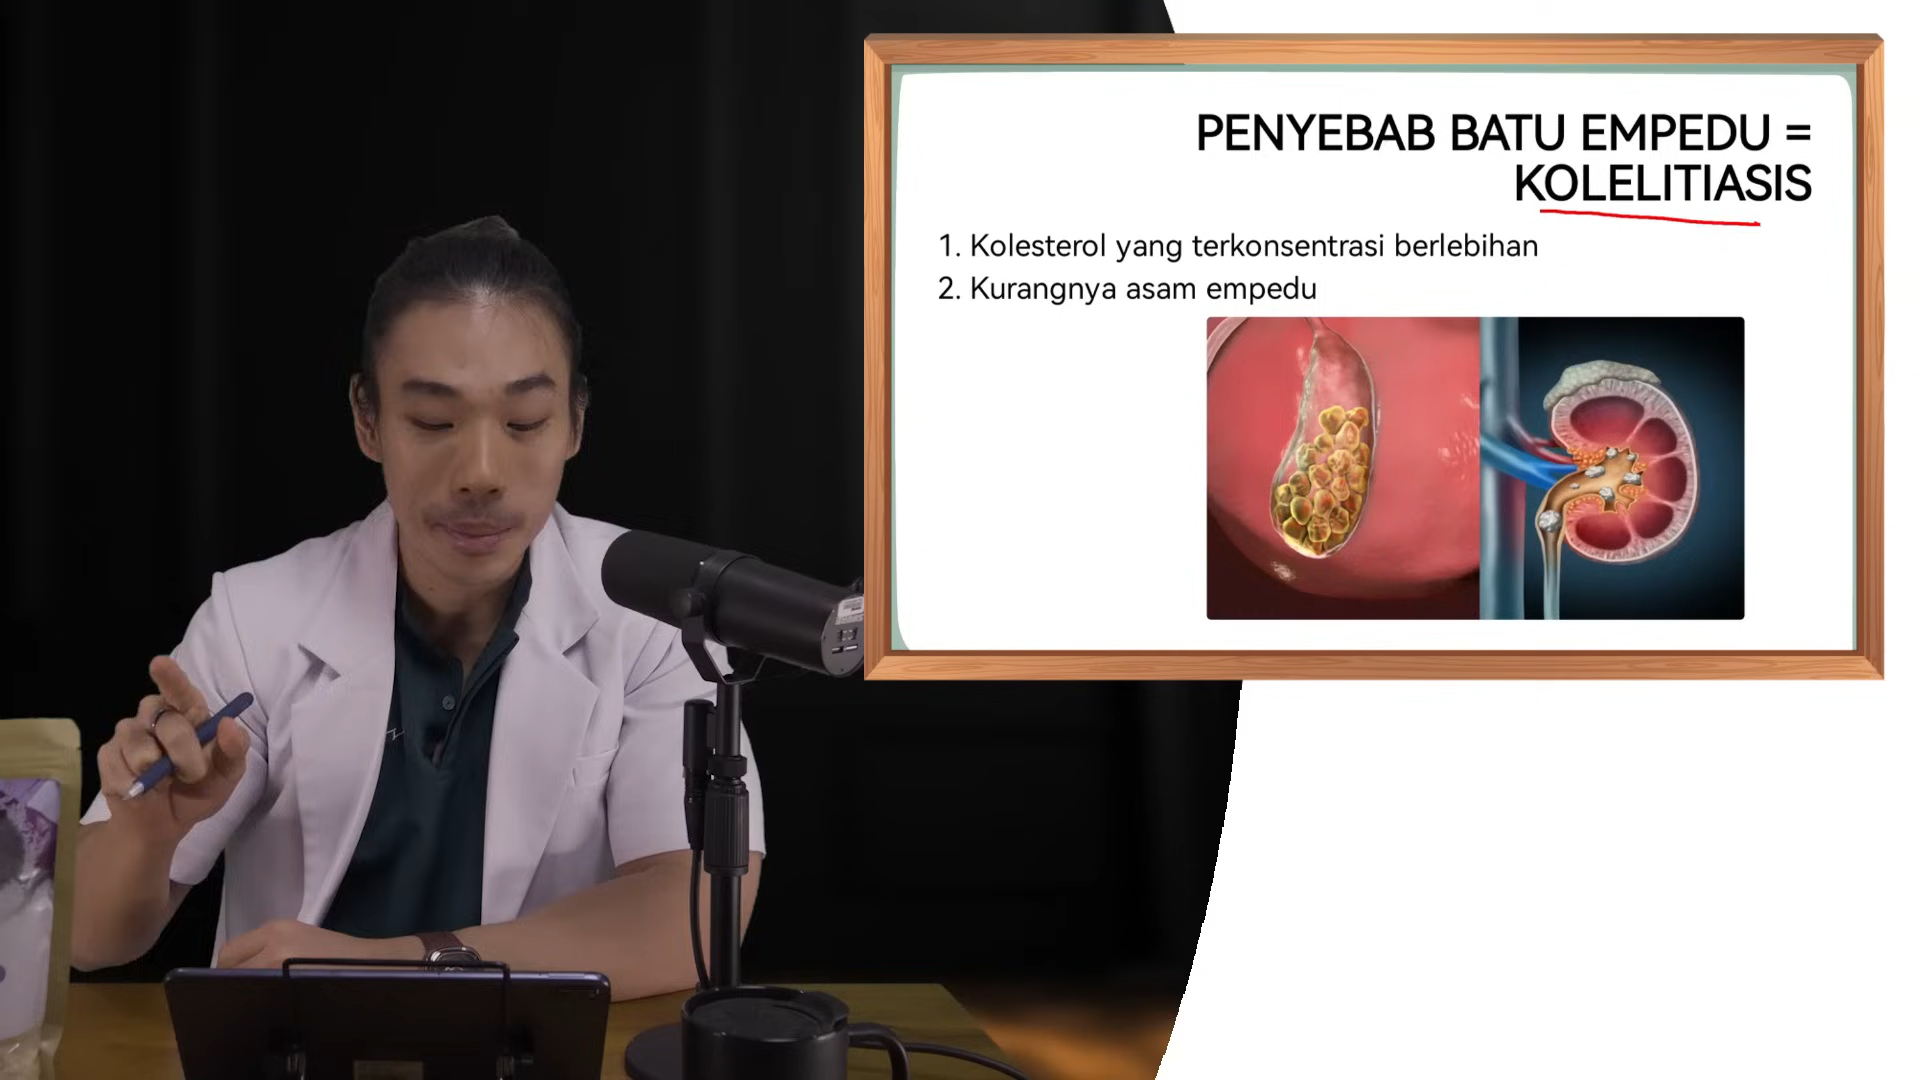 PENYEBAB BATU EMPEDU =
KOLELITIASIS
1. Kolesterol yang terkonsentrasi berlebihan
2. Kurangnya asam empedu